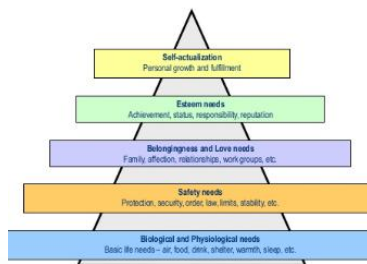 Self-actualization
Personal growth and fulfillment
Esteem needs
Achievement, status, responsibility, reputation
Belongingness and Love needs
Family, affection, relationships, work groups, etc.
Safety needs
Protection, security, order, law, limits, stability, etc.
Biological and Physiological needs
Basic life needs – air, food, drink, shelter, warmth, sleep, etc.